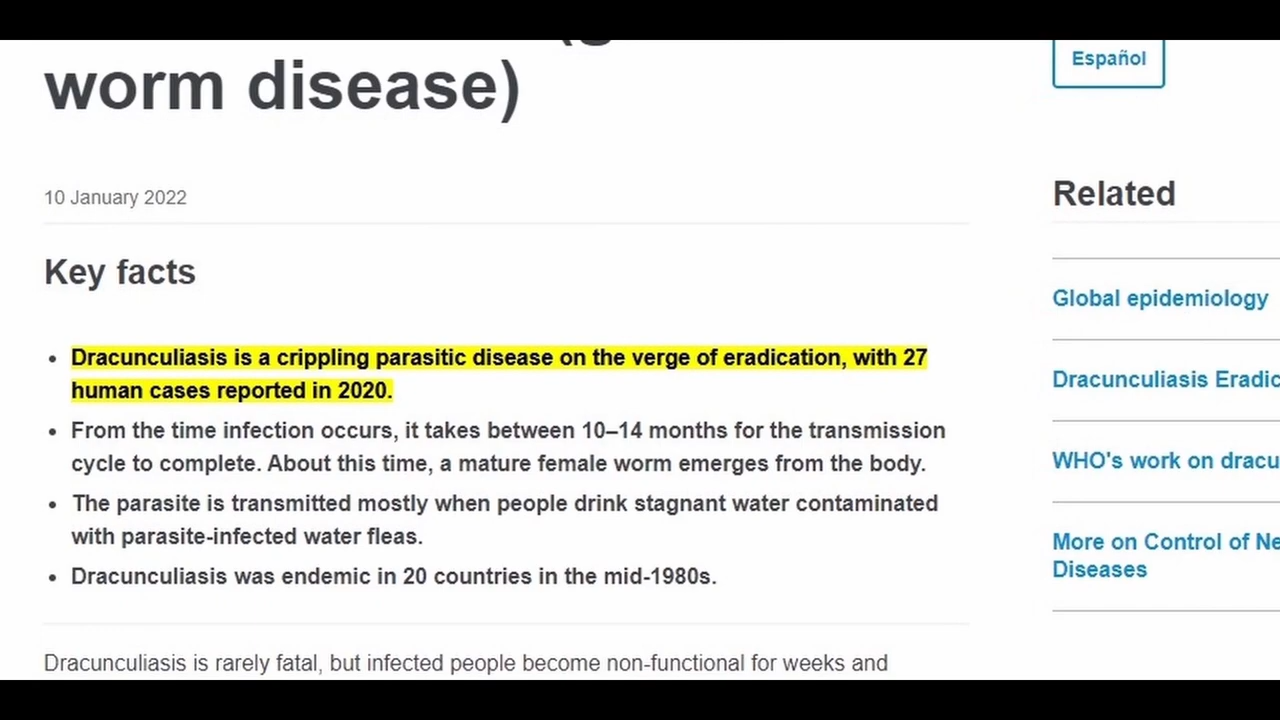 worm disease)
Español
10 January 2022
Related
Key facts
Global epidemiology
Dracunculiasis is a crippling parasitic disease on the verge of eradication, with 27
human cases reported in 2020.
Dracunculiasis Eradic
From the time infection occurs, it takes between 10–14 months for the transmission
cycle to complete. About this time, a mature female worm emerges from the body.
WHO's work on dracu
The parasite is transmitted mostly when people drink stagnant water contaminated
with parasite-infected water fleas.
More on Control of Ne
Diseases
Dracunculiasis was endemic in 20 countries in the mid-1980s.
Dracunculiasis is rarely fatal, but infected people become non-functional for weeks and